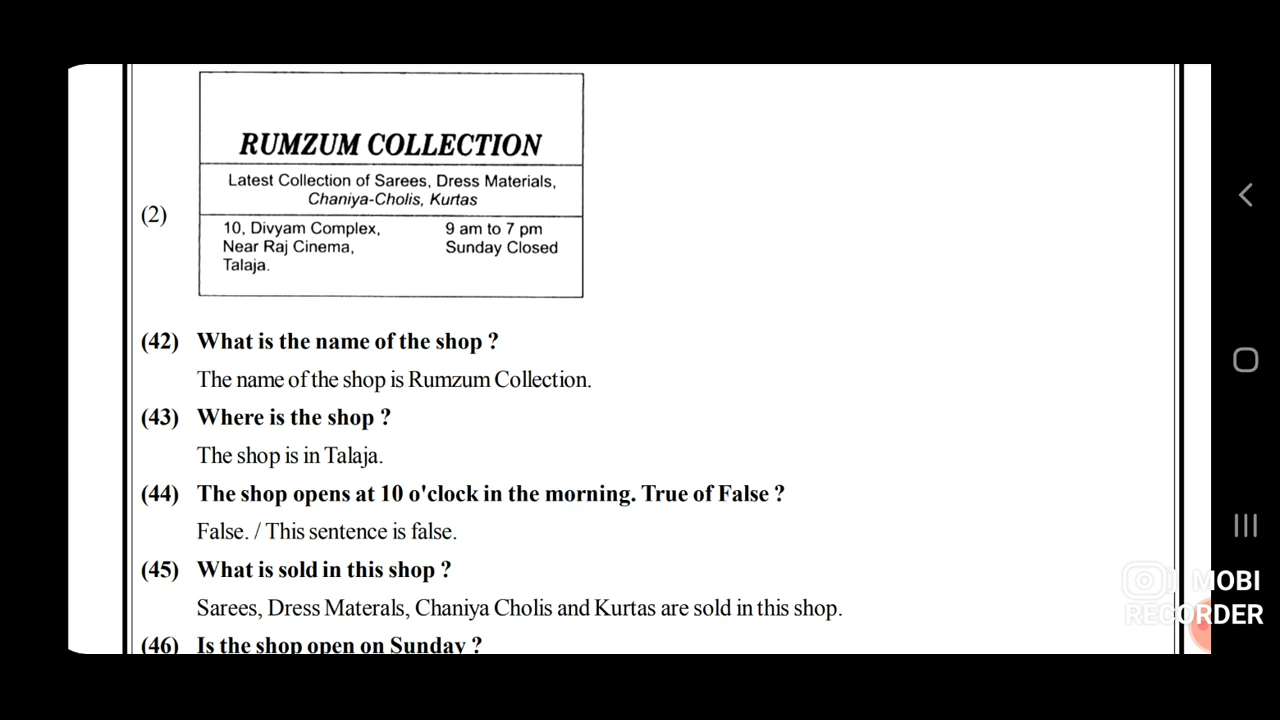 RUMZUM COLLECTION
Latest Collection of Sarees, Dress Materials,
Chaniya-Cholis, Kurtas
(2)
10, Divyam Complex,
Near Raj Cinema,
Talaja.
9 am to 7 pm
Sunday Closed
(42) What is the name of the shop ?
The name of the shop is Rumzum Collection.
(43) Where is the shop ?
The shop is in Talaja.
(44) The shop opens at 10 o'clock in the morning. True of False ?
False. / This sentence is false.
(45) What is sold in this shop ?
Sarees, Dress Materals, Chaniya Cholis and Kurtas are sold in this shop.
(46) Is the shop open on Sunday ?
MOBI
RECORDER